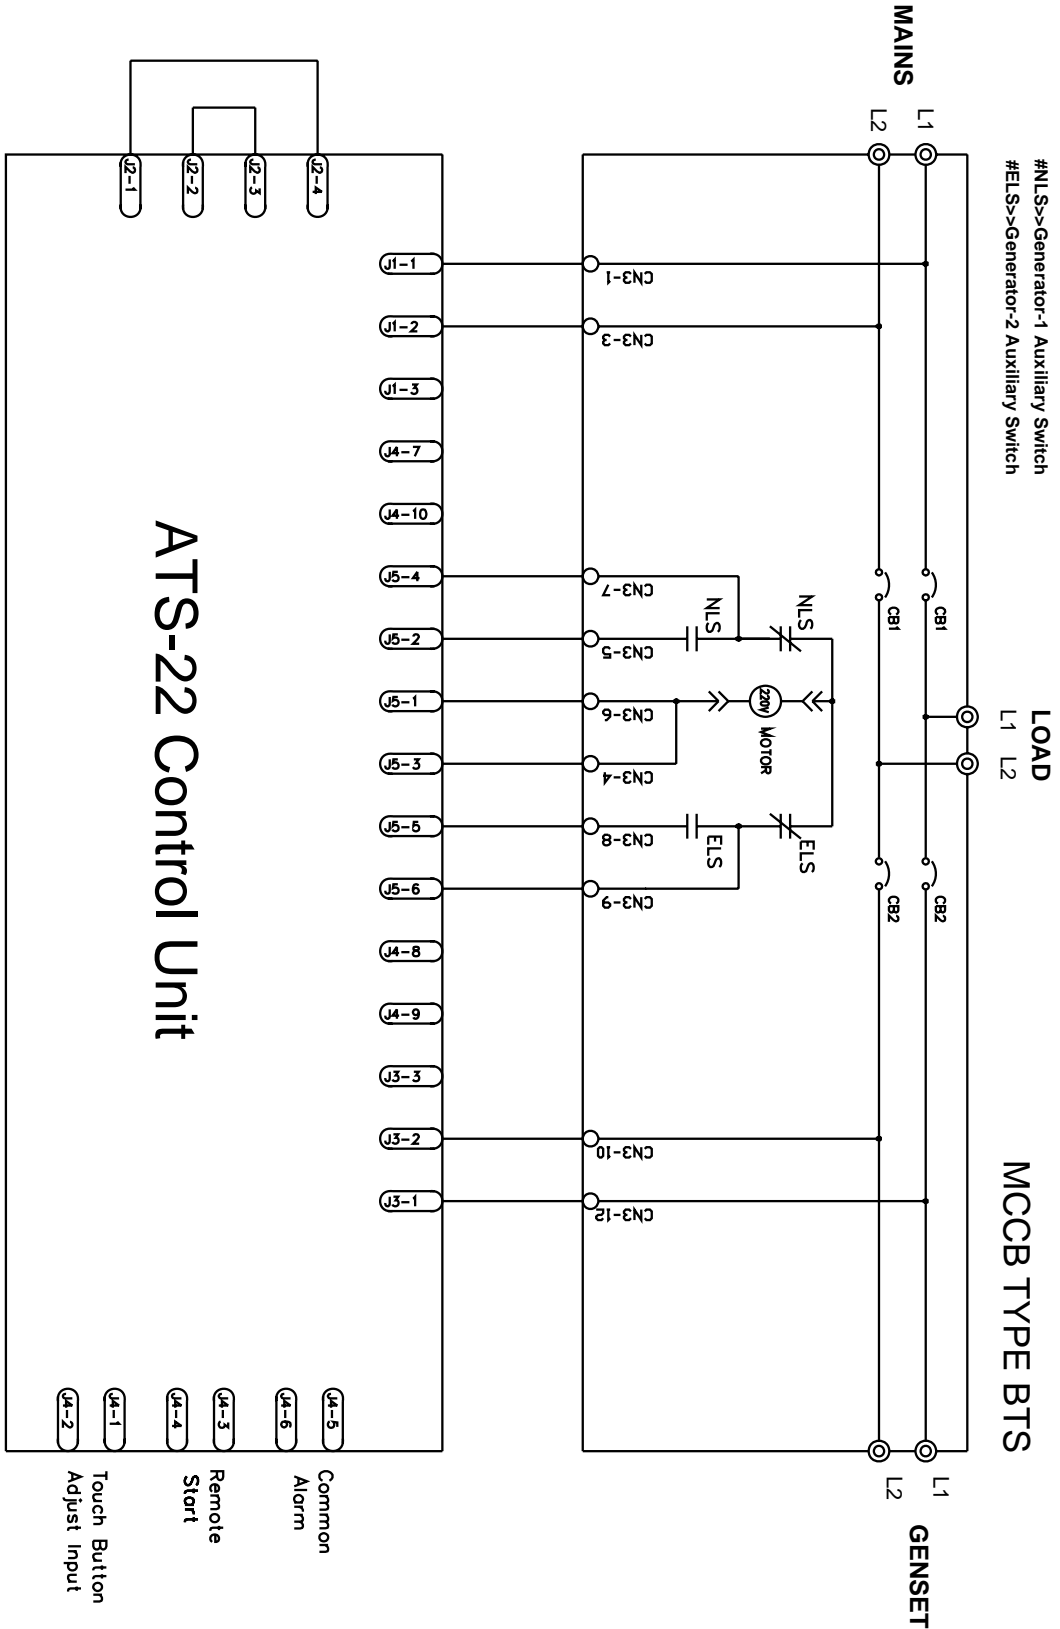 #NLS>>Generator-1 Auxiliary Switch
#ELS>>Generator-2 Auxiliary Switch
LOAD
L1 L2
MCCB TYPE BTS
MAINS
L1
L2
CB1
CB1
CB2
CB2
L1
L2
GENSET
NLS
NLS
220V
MOTOR
ELS
ELS
CN3-1
CN3-3
CN3-7
CN3-5
CN3-6
CN3-4
CN3-8
CN3-9
CN3-10
CN3-12
J1-1
J1-2
J1-3
J4-7
J4-10
J5-4
J5-2
J5-1
J5-3
J5-5
J5-6
J4-8
J4-9
J3-3
J3-2
J3-1
J2-4
J2-3
J2-2
J2-1
ATS-22 Control Unit
J4-5
J4-6
Common
Alarm
J4-3
J4-4
Remote
Start
J4-1
J4-2
Touch Button
Adjust Input